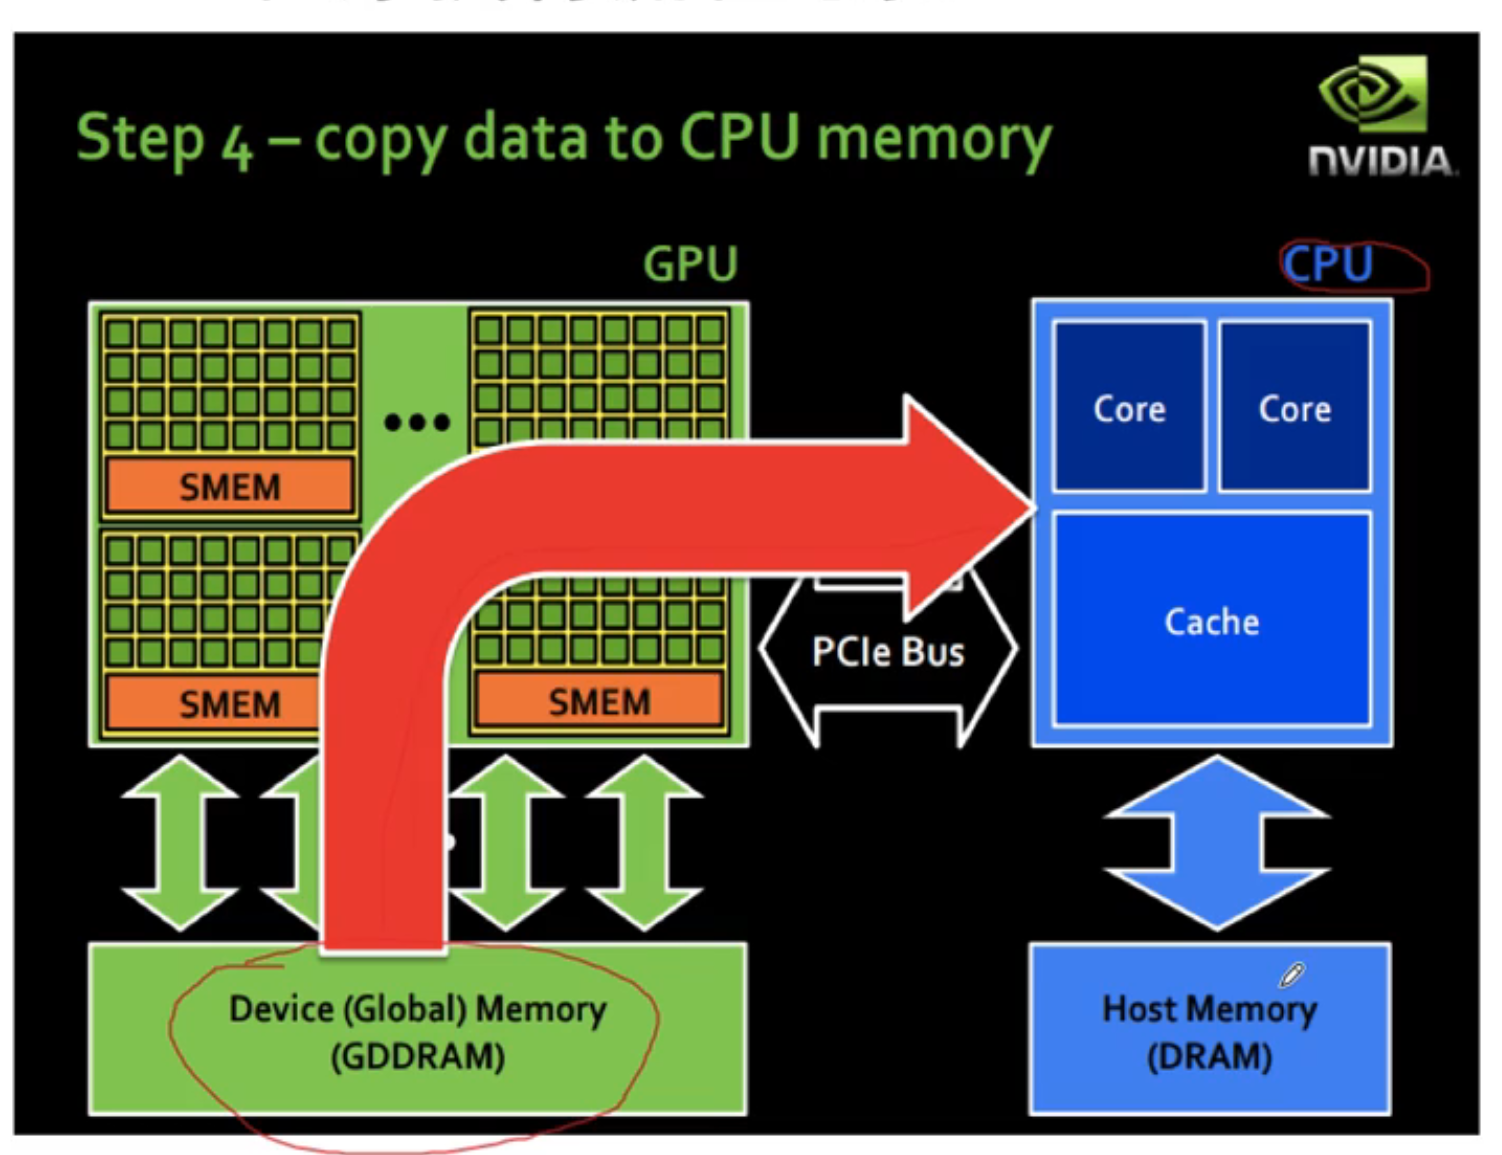 Step 4 – copy data to CPU memory
NVIDIA.
GPU
CPU
SMEM
SMEM
SMEM
PCIe Bus
Core
Core
Cache
Device (Global) Memory
(GDDRAM)
Host Memory
(DRAM)